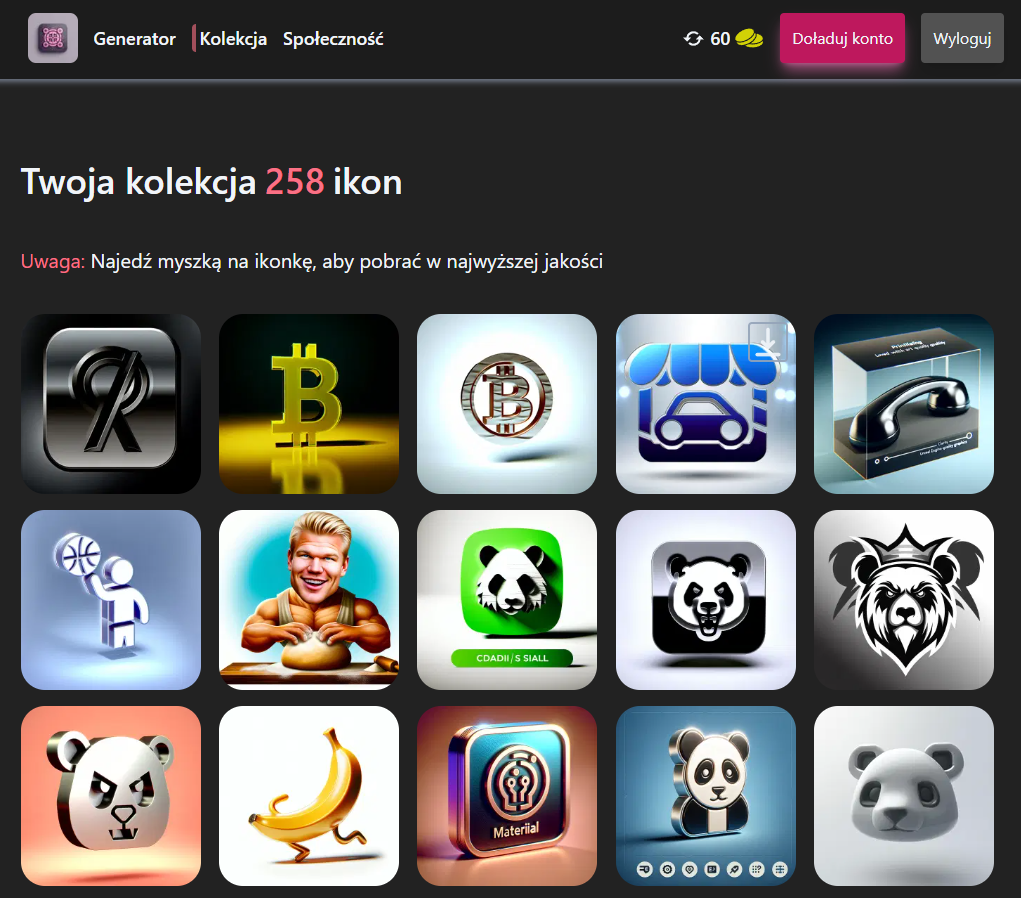 Generator
Kolekcja
Społeczność
60
Doładuj konto
Wyloguj
Twoja kolekcja 258 ikon
Uwaga: Najedź myszką na ikonkę, aby pobrać w najwyższej jakości
CDADII / S SIALL
Materiial